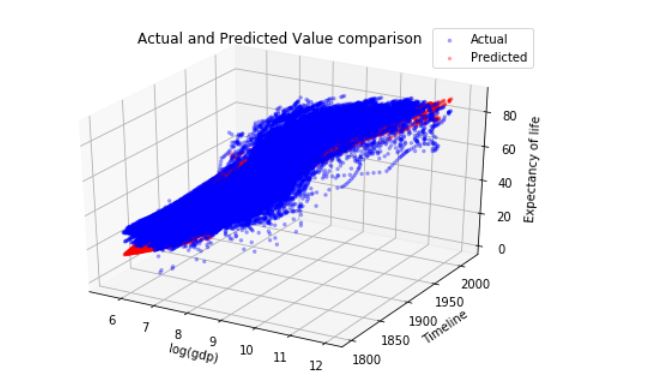 Actual and Predicted Value comparison
Actual
Predicted
80
60
40
20
0
Expectancy of life
2000
1950
1900
1850
1800
Timeline
6
7
8
9
10
11
12
log(gdp)